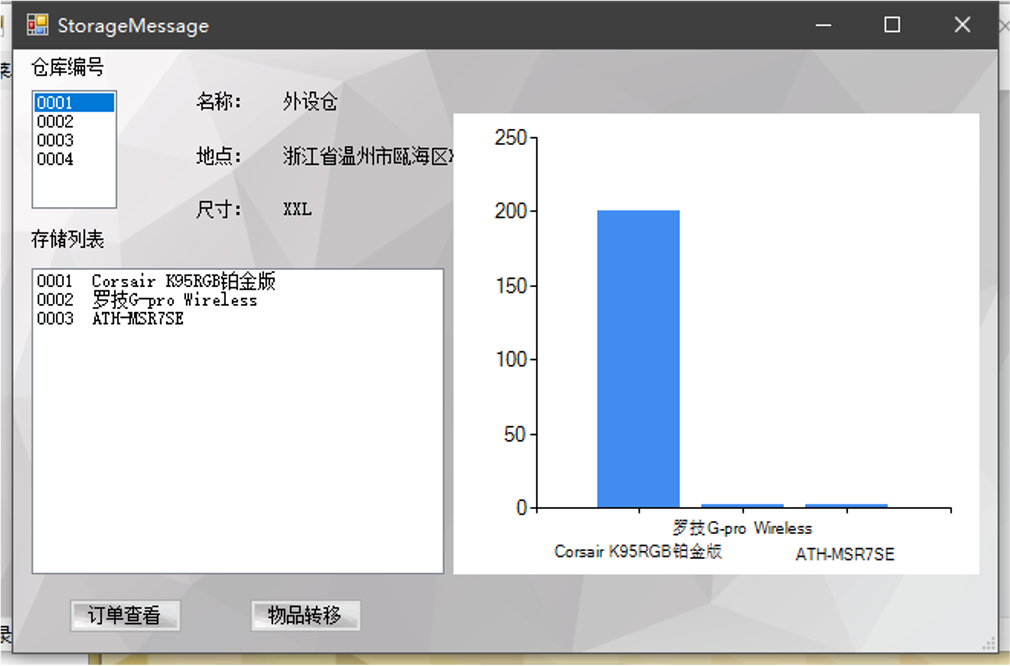 StorageMessage
仓库编号
0001
0002
0003
0004
名称： 外设仓
地点： 浙江省温州市瓯海区
尺寸： XXL
存储列表
0001 Corsair K95RGB铂金版
0002 罗技G-pro Wireless
0003 ATH-MSR7SE
250
200
150
100
50
0
罗技G-pro Wireless
Corsair K95RGB铂金版
ATH-MSR7SE
订单查看
物品转移